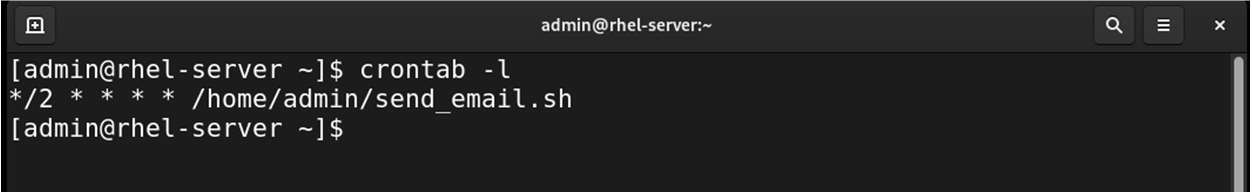 admin@rhel-server:~
[admin@rhel-server ~]$ crontab -l
*/2 * * * * /home/admin/send_email.sh
[admin@rhel-server ~]$